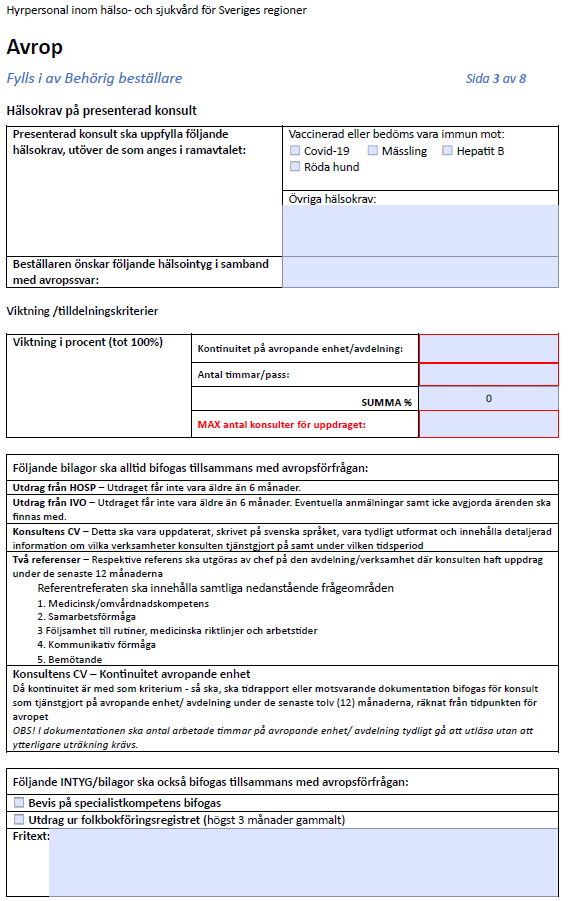 Hyrpersonal inom hälso- och sjukvård för Sveriges regioner
Avrop
Fylls i av Behörig beställare
Sida 3 av 8
Hälsokrav på presenterad konsult
Presenterad konsult ska uppfylla följande
hälsokrav, utöver de som anges i ramavtalet:
Vaccinerad eller bedöms vara immun mot:
Covid-19 Mässling Hepatit B
Röda hund
Övriga hälsokrav:
Beställaren önskar följande hälsointyg i samband
med avropssvar:
Viktning /tilldelningskriterier
Viktning i procent (tot 100%)
Kontinuitet på avropande enhet/avdelning:
Antal timmar/pass:
SUMMA % 0
MAX antal konsulter för uppdraget:
Följande bilagor ska alltid bifogas tillsammans med avropsförfrågan:
Utdrag från HOSP – Utdraget får inte vara äldre än 6 månader.
Utdrag från IVO – Utdraget får inte vara äldre än 6 månader. Eventuella anmälningar samt icke avgjorda ärenden ska
finnas med.
Konsultens CV – Detta ska vara uppdaterat, skrivet på svenska språket, vara tydligt utformat och innehålla detaljerad
information om vilka verksamheter konsulten tjänstgjort på samt under vilken tidsperiod
Två referenser – Respektive referens ska utgöras av chef på den avdelning/verksamhet där konsulten haft uppdrag
under de senaste 12 månaderna
Referentreferaten ska innehålla samtliga nedanstående frågeområden
1. Medicinsk/omvårdnadskompetens
2. Samarbetsförmåga
3 Följsamhet till rutiner, medicinska riktlinjer och arbetstider
4. Kommunikativ förmåga
5. Bemötande
Konsultens CV – Kontinuitet avropande enhet
Då kontinuitet är med som kriterium - så ska, ska tidrapport eller motsvarande dokumentation bifogas för konsult
som tjänstgjort på avropande enhet/ avdelning under de senaste tolv (12) månaderna, räknat från tidpunkten för
avropet
OBS! I dokumentationen ska antal arbetade timmar på avropande enhet/ avdelning tydligt gå att utläsa utan att
ytterligare uträkning krävs.
Följande INTYG/bilagor ska också bifogas tillsammans med avropsförfrågan:
Bevis på specialistkompetens bifogas
Utdrag ur folkbokföringsregistret (högst 3 månader gammalt)
Fritext: